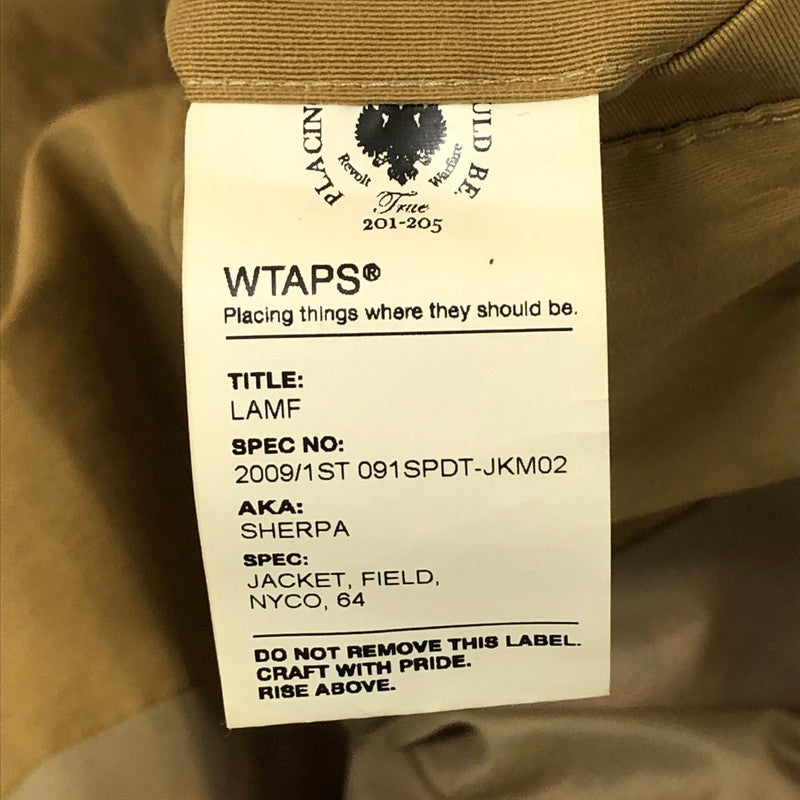 PLACIN
ULD BE.
Revolt
Warfare
True
201-205
WTAPS®
Placing things where they should be.
TITLE:
LAMF
SPEC NO:
2009/1ST 091SPDT-JKM02
AKA:
SHERPA
SPEC:
JACKET, FIELD,
NYCO, 64
DO NOT REMOVE THIS LABEL.
CRAFT WITH PRIDE.
RISE ABOVE.